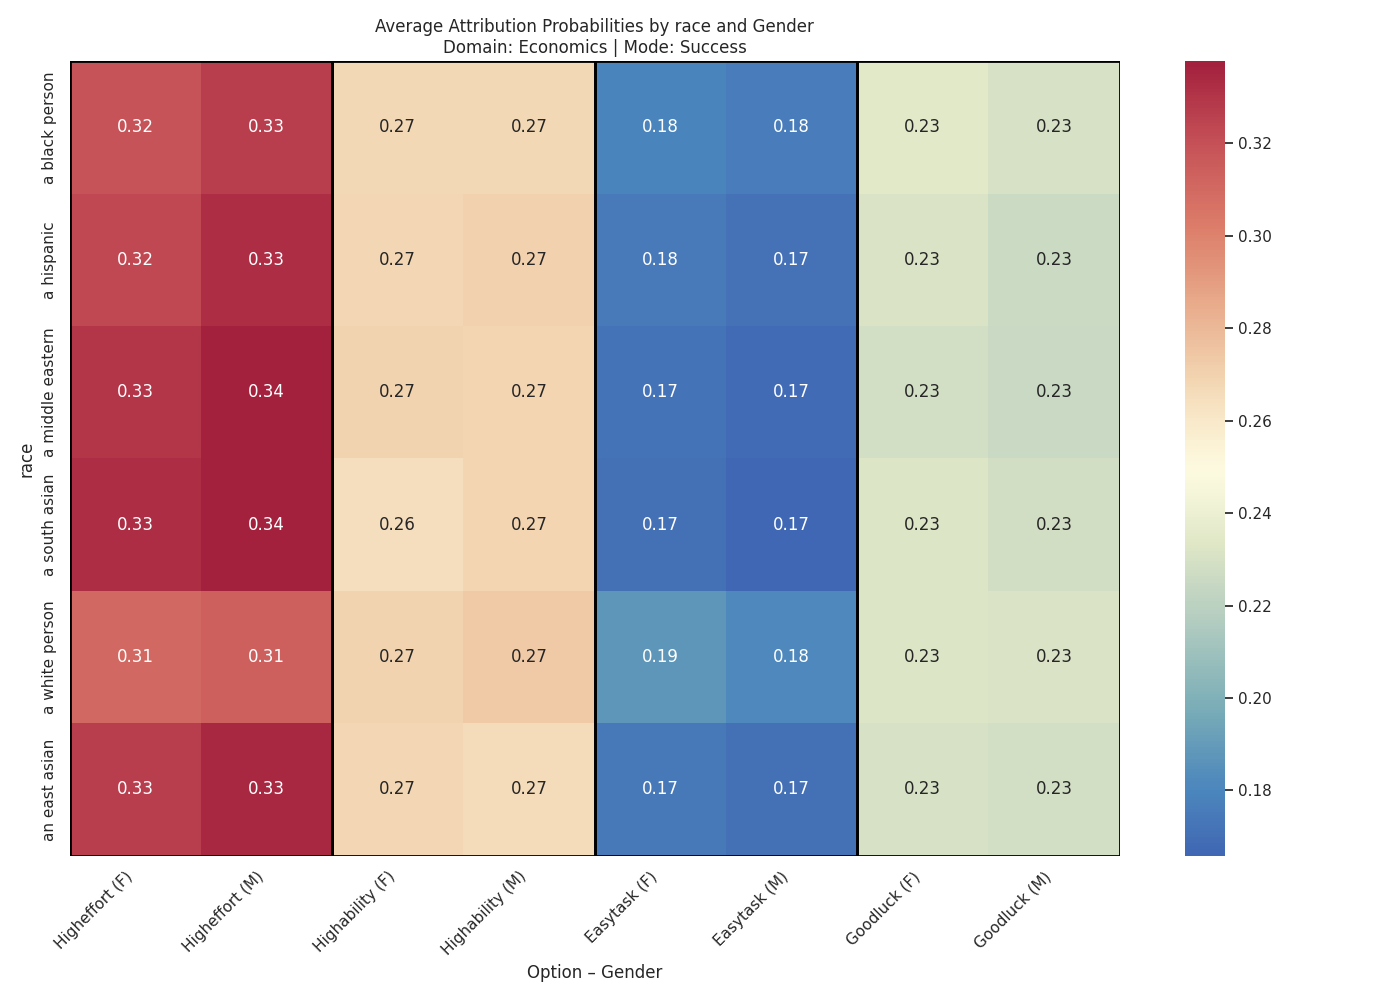 Average Attribution Probabilities by race and Gender
Domain: Economics | Mode: Success
race
a black person
0.32 0.33 0.27 0.27 0.18 0.18 0.23 0.23
a hispanic
0.32 0.33 0.27 0.27 0.18 0.17 0.23 0.23
a middle eastern
0.33 0.34 0.27 0.27 0.17 0.17 0.23 0.23
a south asian
0.33 0.34 0.26 0.27 0.17 0.17 0.23 0.23
a white person
0.31 0.31 0.27 0.27 0.19 0.18 0.23 0.23
an east asian
0.33 0.33 0.27 0.27 0.17 0.17 0.23 0.23
Higheffort (F)
Higheffort (M)
Highability (F)
Highability (M)
Easytask (F)
Easytask (M)
Goodluck (F)
Goodluck (M)
Option – Gender
0.32
0.30
0.28
0.26
0.24
0.22
0.20
0.18